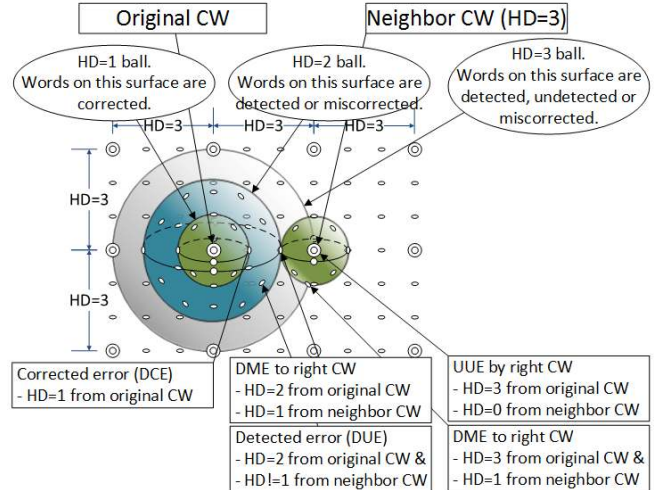 Original CW
Neighbor CW (HD=3)
HD=1 ball.
Words on this surface are
corrected.
HD=2 ball.
Words on this surface are
detected or miscorrected.
HD=3 ball.
Words on this surface are
detected, undetected or
miscorrected.
HD=3
HD=3
HD=3
HD=3
HD=3
Corrected error (DCE)
- HD=1 from original CW
DME to right CW
- HD=2 from original CW
- HD=1 from neighbor CW
UUE by right CW
- HD=3 from original CW
- HD=0 from neighbor CW
Detected error (DUE)
- HD=2 from original CW &
- HD!=1 from neighbor CW
DME to right CW
- HD=3 from original CW &
- HD=1 from neighbor CW